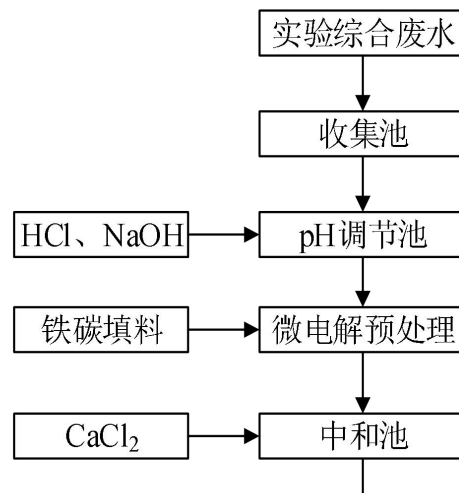 实验综合废水
收集池
HCl、NaOH
pH调节池
铁碳填料
微电解预处理
CaCl₂
中和池